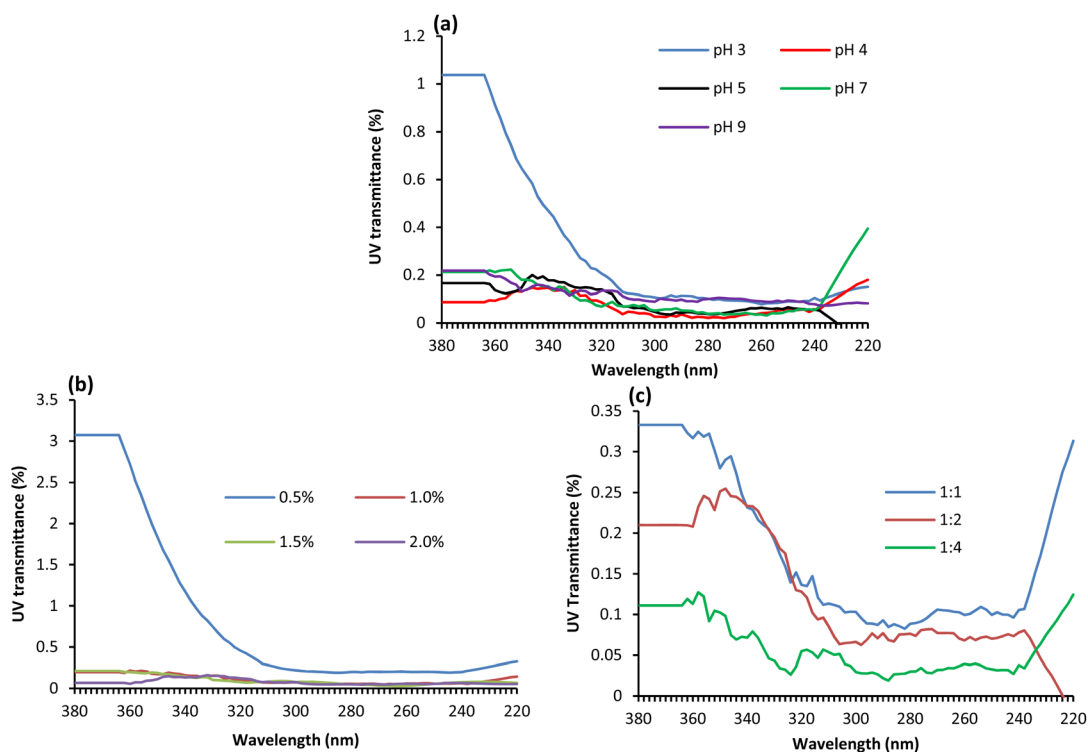 (a)
UV transmittance (%)
1.2
1
0.8
0.6
0.4
0.2
0
pH 3 pH 4
pH 5 pH 7
pH 9
380 360 340 320 300 280 260 240 220
Wavelength (nm)
(b)
UV transmittance (%)
3.5
3
2.5
2
1.5
1
0.5
0
0.5% 1.0%
1.5% 2.0%
380 360 340 320 300 280 260 240 220
Wavelength (nm)
(c)
UV Transmittance (%)
0.35
0.3
0.25
0.2
0.15
0.1
0.05
0
1:1
1:2
1:4
380 360 340 320 300 280 260 240 220
Wavelength (nm)